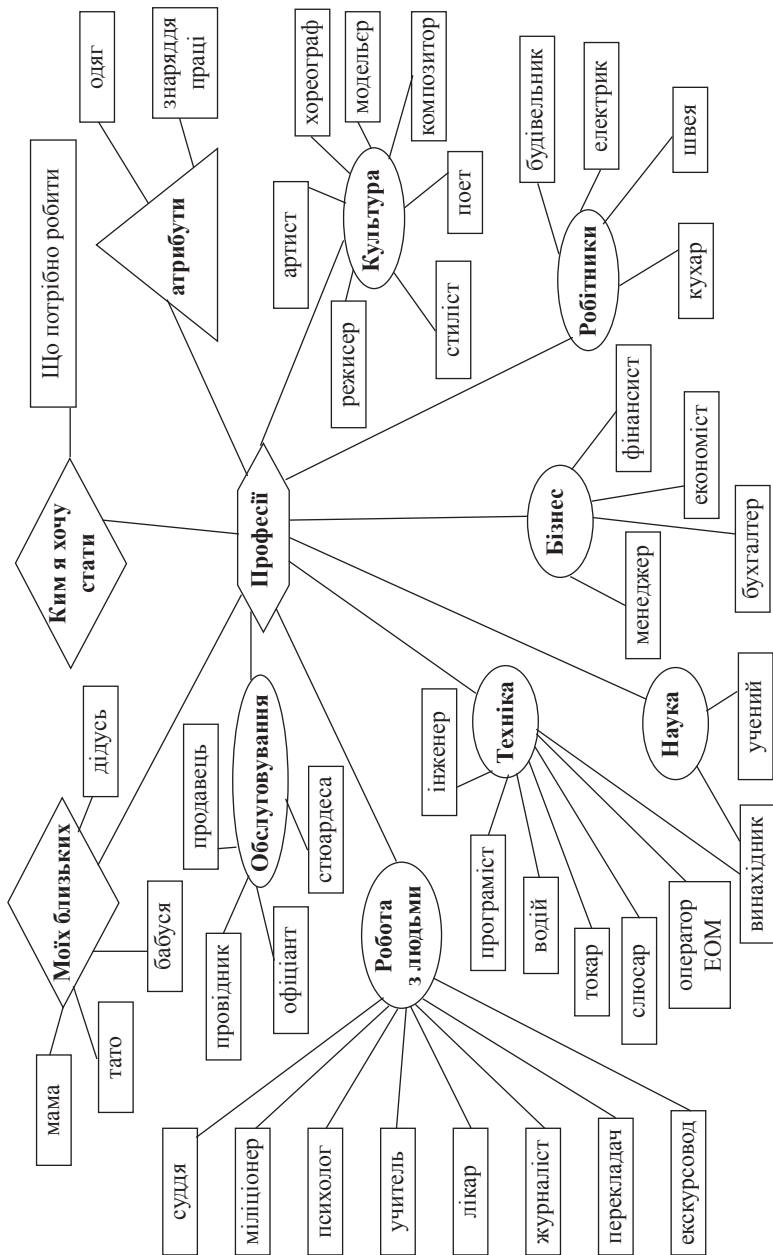 Що потрібно робити
одяг
знаряддя
праці
атрибути
Ким я хочу
стати
дідусь
Моїх близьких
мама
тато
бабуся
Професії
хореограф
модельєр
композитор
артист
Культура
режисер
поет
стиліст
продавець
Обслуговування
провідник
офіціант
стюардеса
будівельник
електрик
швея
Робітники
кухар
фінансист
економіст
Бізнес
менеджер
бухгалтер
інженер
Техніка
програміст
водій
токар
слюсар
оператор
ЕОМ
винахідник
Наука
учений
Робота
з людьми
суддя
міліціонер
психолог
учитель
лікар
журналіст
перекладач
екскурсовод